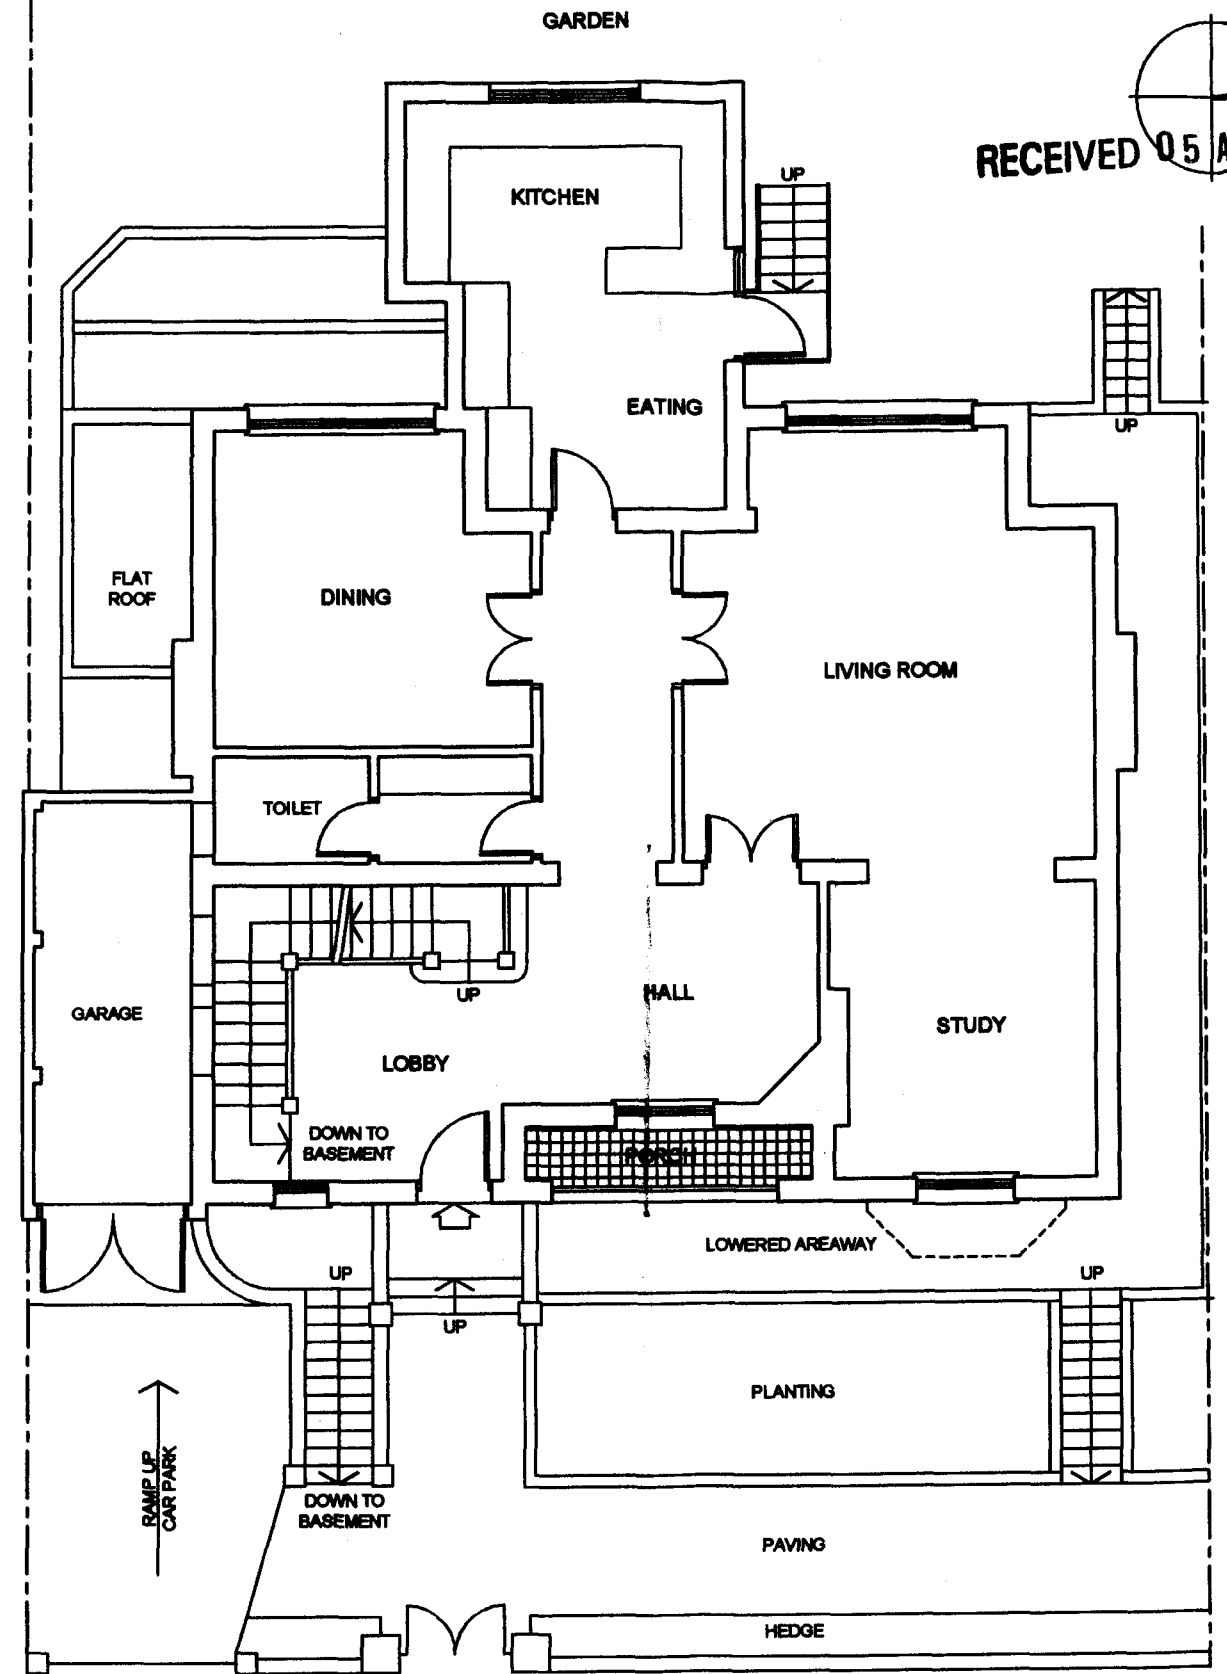 GARDEN
RECEIVED 05 A
UP
KITCHEN
EATING
UP
FLAT
ROOF
DINING
LIVING ROOM
TOILET
GARAGE
UP
HALL
STUDY
LOBBY
DOWN TO
BASEMENT
PORCH
LOWERED AREAWAY
UP
UP
UP
PLANTING
RAMP UP
CAR PARK
DOWN TO
BASEMENT
PAVING
HEDGE